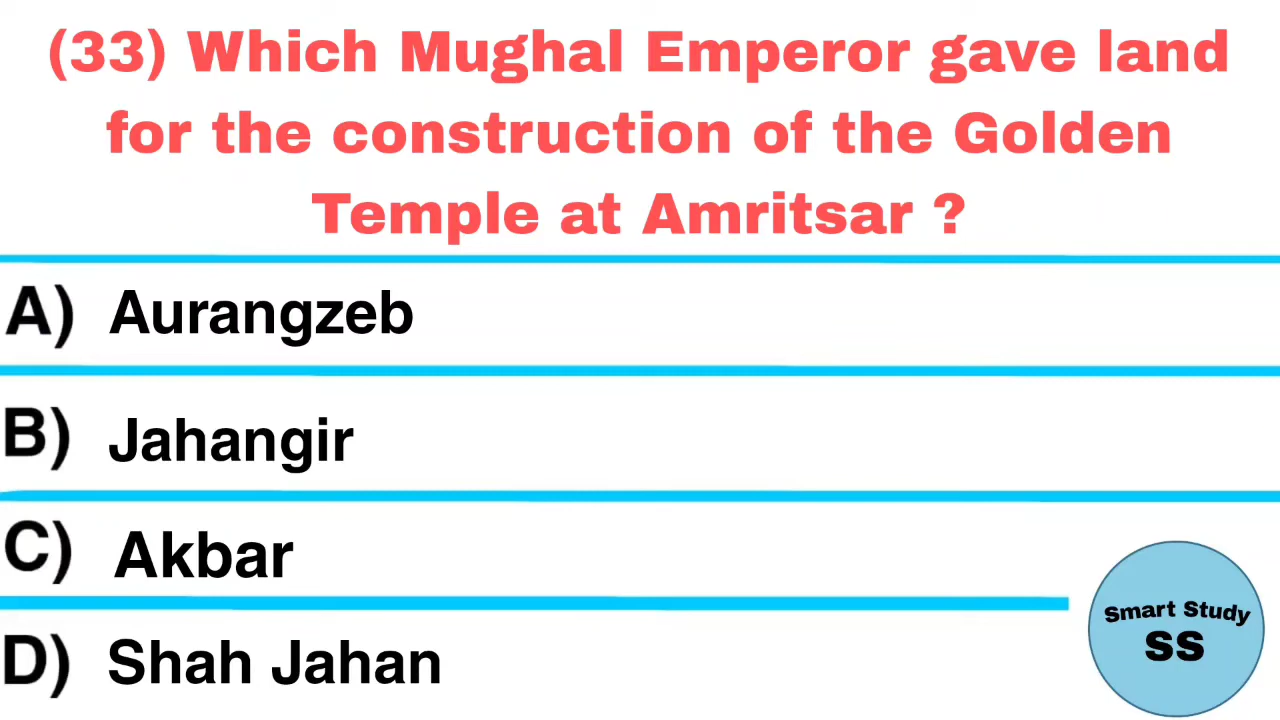 (33) Which Mughal Emperor gave land
for the construction of the Golden
Temple at Amritsar ?
A) Aurangzeb
B) Jahangir
C) Akbar
D) Shah Jahan
Smart Study
SS